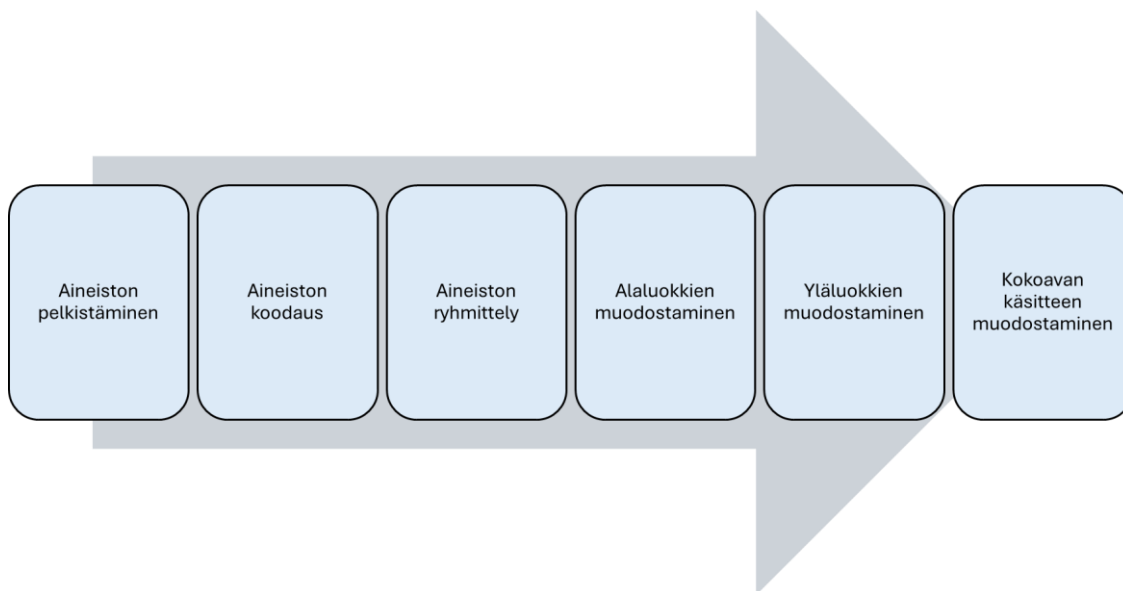 Aineiston
pelkistäminen
Aineiston
koodaus
Aineiston
ryhmittely
Alaluokkien
muodostaminen
Yläluokkien
muodostaminen
Kokoavan
käsitteen
muodostaminen